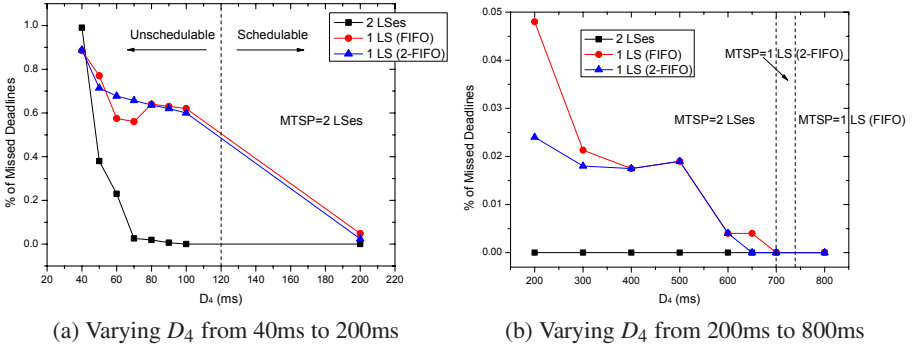 Unschedulable
Schedulable
2 LSes
1 LS (FIFO)
1 LS (2-FIFO)
MTSP=2 LSes
% of Missed Deadlines
1.0
0.8
0.6
0.4
0.2
0.0
20 40 60 80 100 120 140 160 180 200 220
D4 (ms)
(a) Varying D4 from 40ms to 200ms
2 LSes
1 LS (FIFO)
1 LS (2-FIFO)
MTSP=1 LS (2-FIFO)
MTSP=2 LSes
MTSP=1 LS (FIFO)
% of Missed Deadlines
0.05
0.04
0.03
0.02
0.01
0.00
200 300 400 500 600 700 800
D4 (ms)
(b) Varying D4 from 200ms to 800ms